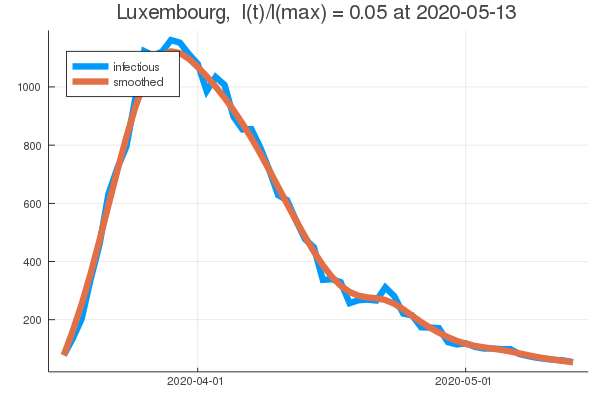 Luxembourg,  I(t)/I(max) = 0.05 at 2020-05-13
infectious
smoothed
1000
800
600
400
200
2020-04-01
2020-05-01